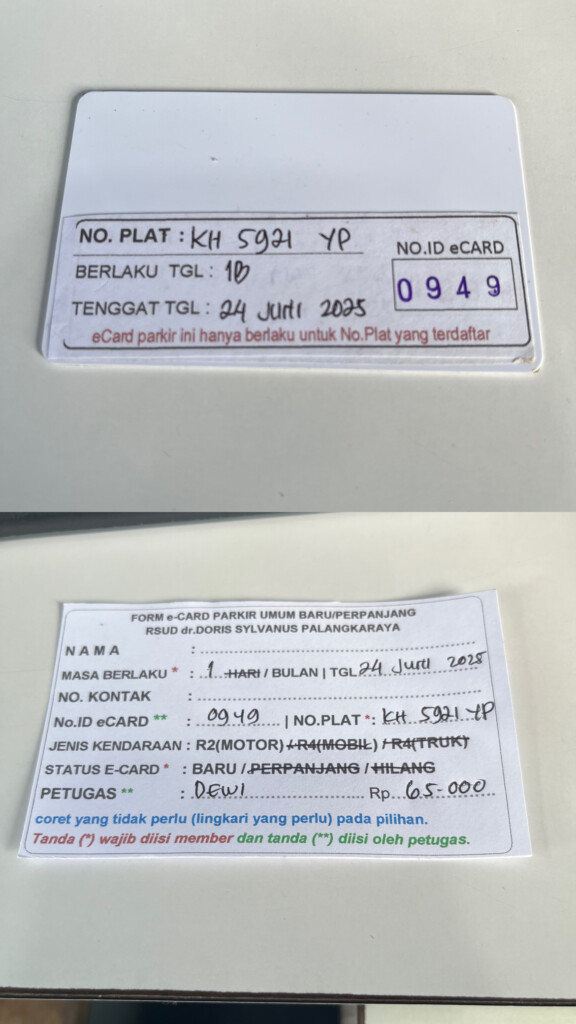 NO. PLAT : KH 5921 YP
NO.ID eCARD
BERLAKU TGL : 1B
0949
TENGGAT TGL : 24 Juni 2025
eCard parkir ini hanya berlaku untuk No.Plat yang terdaftar
FORM e-CARD PARKIR UMUM BARU/PERPANJANG
RSUD dr.DORIS SYLVANUS PALANGKARAYA
NAMA :
MASA BERLAKU * : 1 HARI / BULAN | TGL 24 Juni 2025
NO. KONTAK :
No.ID eCARD ** : 0949 | NO.PLAT *: KH 5921 YP
JENIS KENDARAAN : R2(MOTOR) / R4(MOBIL) / R4(TRUK)
STATUS E-CARD * : BARU / PERPANJANG / HILANG
PETUGAS ** : DEWI Rp. 65-000
coret yang tidak perlu (lingkari yang perlu) pada pilihan.
Tanda (*) wajib diisi member dan tanda (**) diisi oleh petugas.